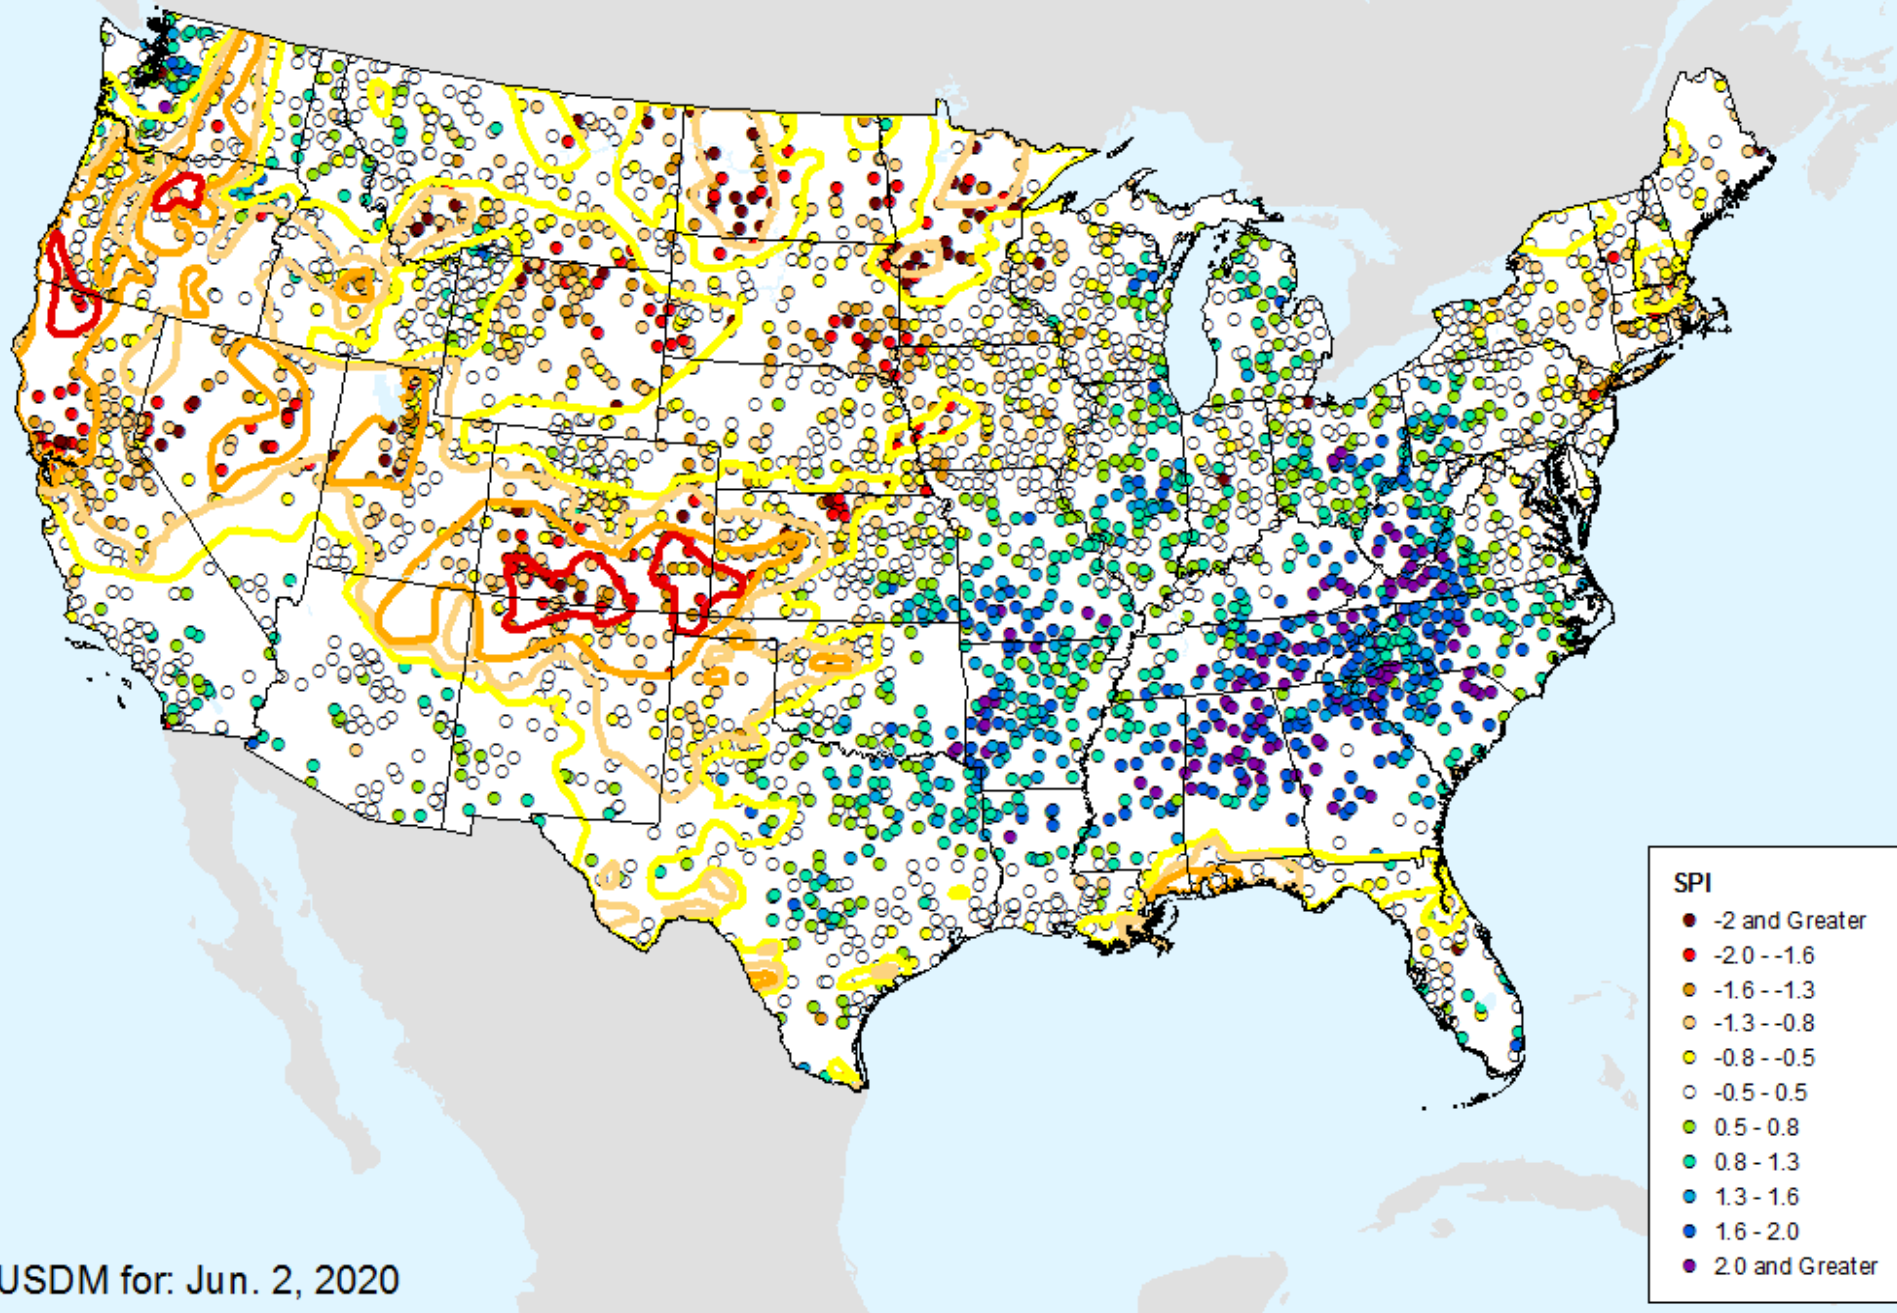 SPI
-2 and Greater
-2.0 - -1.6
-1.6 - -1.3
-1.3 - -0.8
-0.8 - -0.5
-0.5 - 0.5
0.5 - 0.8
0.8 - 1.3
1.3 - 1.6
1.6 - 2.0
2.0 and Greater
USDM for: Jun. 2, 2020